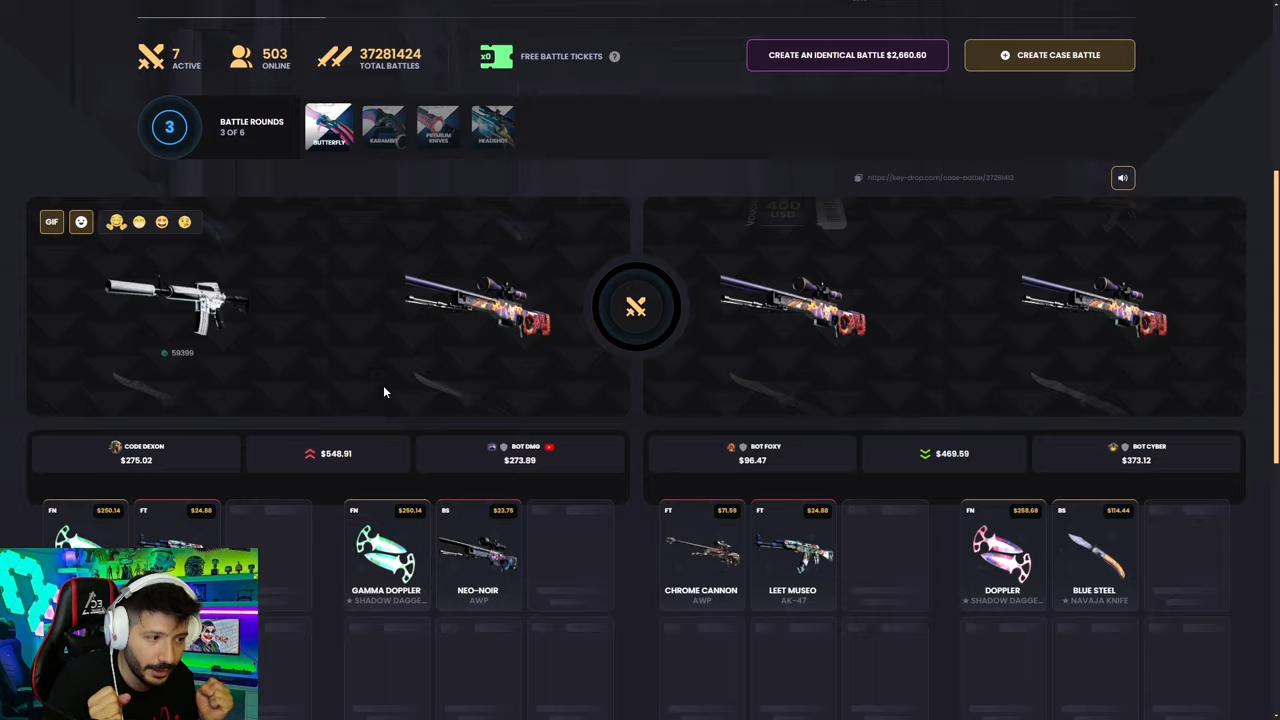 7
ACTIVE
503
ONLINE
37281424
TOTAL BATTLES
x0
FREE BATTLE TICKETS
?
CREATE AN IDENTICAL BATTLE $2,660.60
CREATE CASE BATTLE
3
BATTLE ROUNDS
3 OF 6
BUTTERFLY
KARAMBIT
PREMIUM
KNIVES
HEADSHOT
https://key-drop.com/case-battle/37281413
GIF
400
USD
59399
CODE DEXON
$275.02
$548.91
BOT DMG
$273.89
BOT FOXY
$96.47
$469.59
BOT CYBER
$373.12
FN
$250.14
FT
$24.88
FN
$250.14
GAMMA DOPPLER
★ SHADOW DAGGE...
BS
$23.75
NEO-NOIR
AWP
FT
$71.59
CHROME CANNON
AWP
FT
$24.88
LEET MUSEO
AK-47
FN
$258.68
DOPPLER
★ SHADOW DAGGE...
BS
$114.44
BLUE STEEL
★ NAVAJA KNIFE